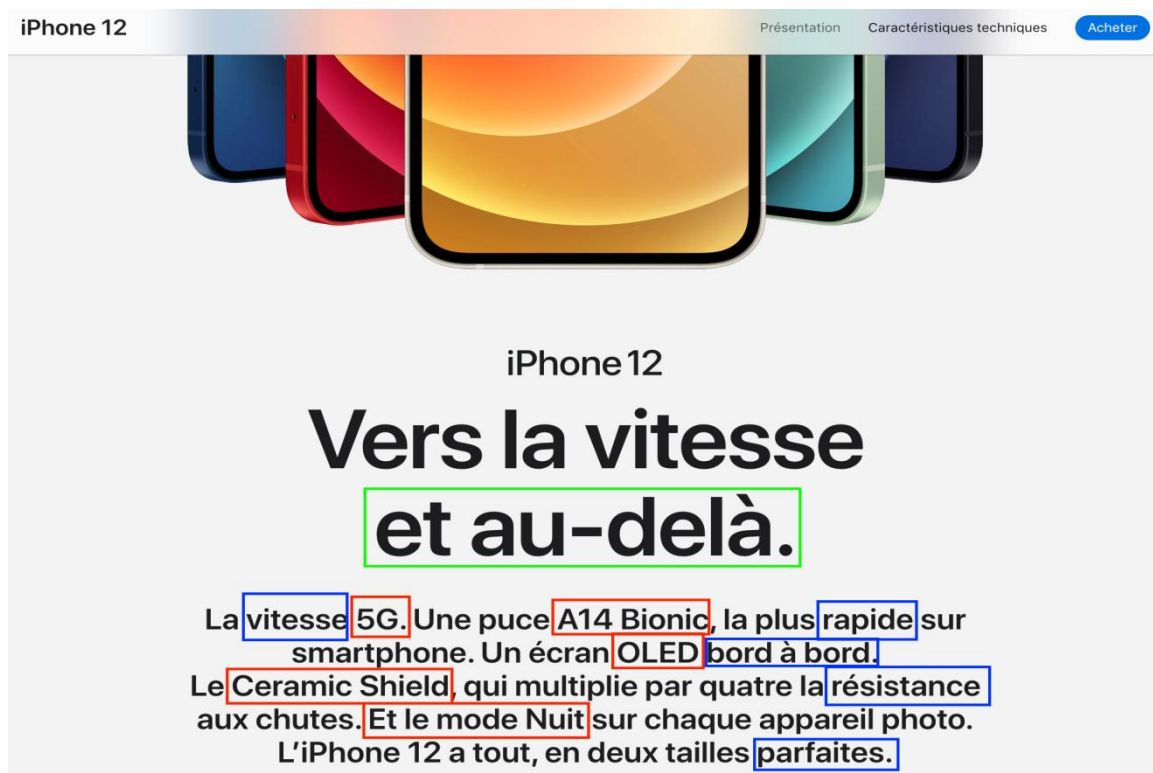 iPhone 12
Présentation
Caractéristiques techniques
Acheter
iPhone 12
Vers la vitesse
et au-delà.
La vitesse 5G. Une puce A14 Bionic, la plus rapide sur
smartphone. Un écran OLED bord à bord.
Le Ceramic Shield, qui multiplie par quatre la résistance
aux chutes. Et le mode Nuit sur chaque appareil photo.
L’iPhone 12 a tout, en deux tailles parfaites.